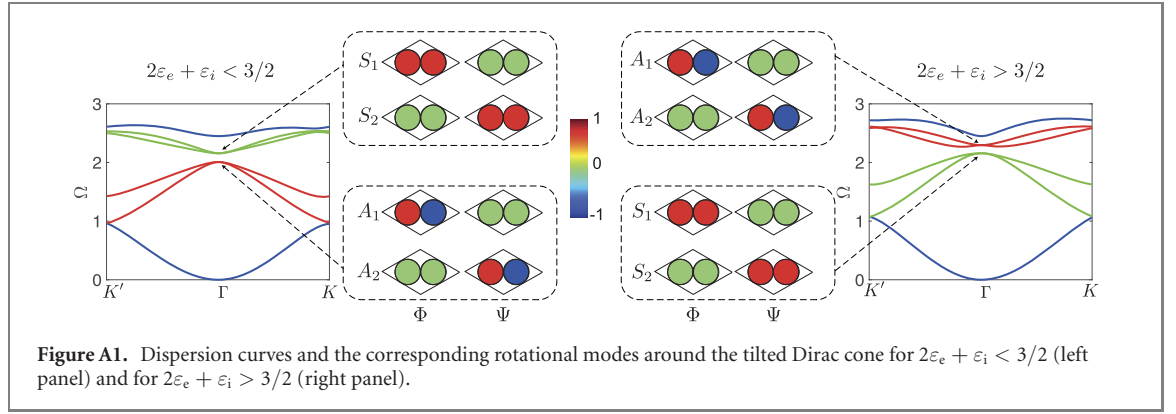 2εₑ + εᵢ < 3/2
3
2
1
0
Ω
K′
Γ
K
S₁
S₂
A₁
A₂
Φ
Ψ
1
0
-1
A₁
A₂
S₁
S₂
Φ
Ψ
2εₑ + εᵢ > 3/2
3
2
1
0
Ω
K′
Γ
K
Figure A1. Dispersion curves and the corresponding rotational modes around the tilted Dirac cone for 2εₑ + εᵢ < 3/2 (left
panel) and for 2εₑ + εᵢ > 3/2 (right panel).